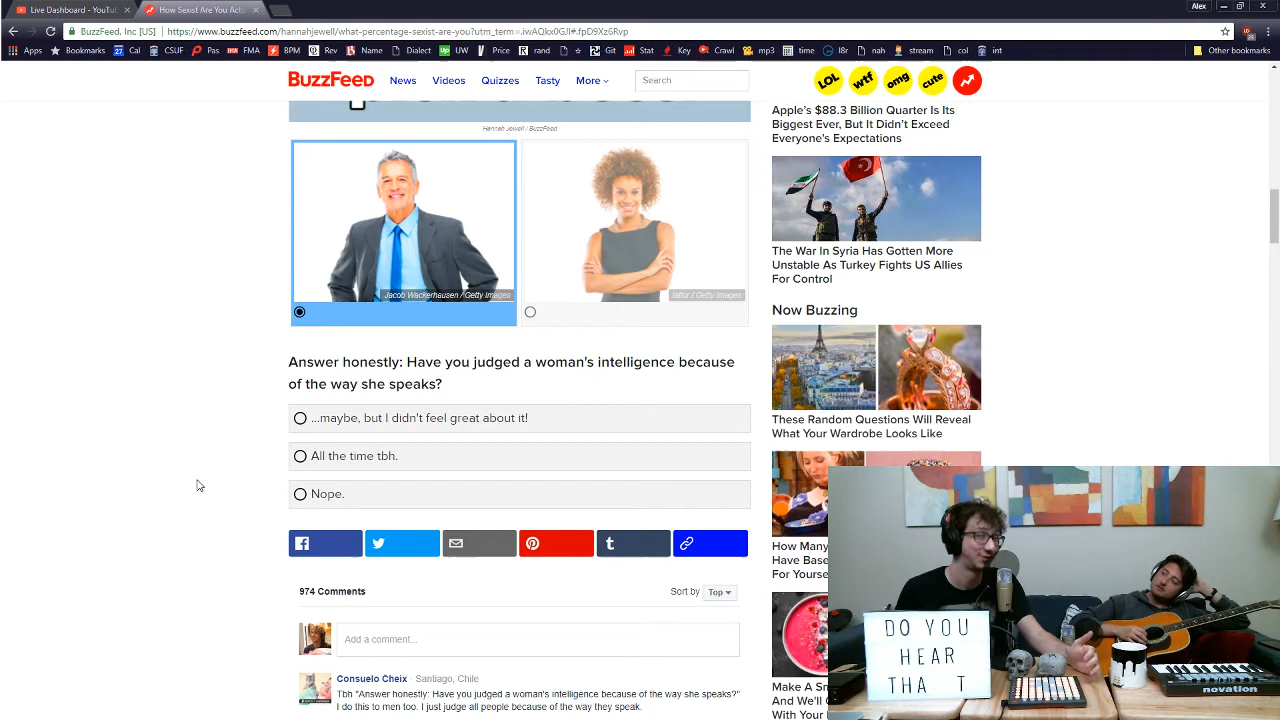 Live Dashboard - YouTub
How Sexist Are You Actu
Alex
BuzzFeed, Inc [US]
https://www.buzzfeed.com/hannahjewell/what-percentage-sexist-are-you?utm_term=.iwAQkx0GJl#.fpD9Xz6Rvp
Apps
Bookmarks
27 Cal
CSUF
Pas
FMA
BPM
Rev
Name
Dialect
UW
Price
rand
Git
Stat
Key
Crawl
mp3
time
l8r
nah
stream
col
int
Other bookmarks
BuzzFeed
News
Videos
Quizzes
Tasty
More
Search
LOL
wtf
omg
cute
Hannah Jewell / BuzzFeed
Jacob Wackerhausen / Getty Images
laflor / Getty Images
Answer honestly: Have you judged a woman's intelligence because
of the way she speaks?
...maybe, but I didn't feel great about it!
All the time tbh.
Nope.
974 Comments
Sort by
Top
Add a comment...
Consuelo Cheix · Santiago, Chile
Tbh "Answer honestly: Have you judged a woman's intelligence because of the way she speaks?"
I do this to men too. I just judge all people because of the way they speak.
Apple's $88.3 Billion Quarter Is Its
Biggest Ever, But It Didn't Exceed
Everyone's Expectations
The War In Syria Has Gotten More
Unstable As Turkey Fights US Allies
For Control
Now Buzzing
These Random Questions Will Reveal
What Your Wardrobe Looks Like
How Many
Have Base
For Yourse
Make A Sm
And We'll G
With Your
DO YOU
HEAR
THA T
novation